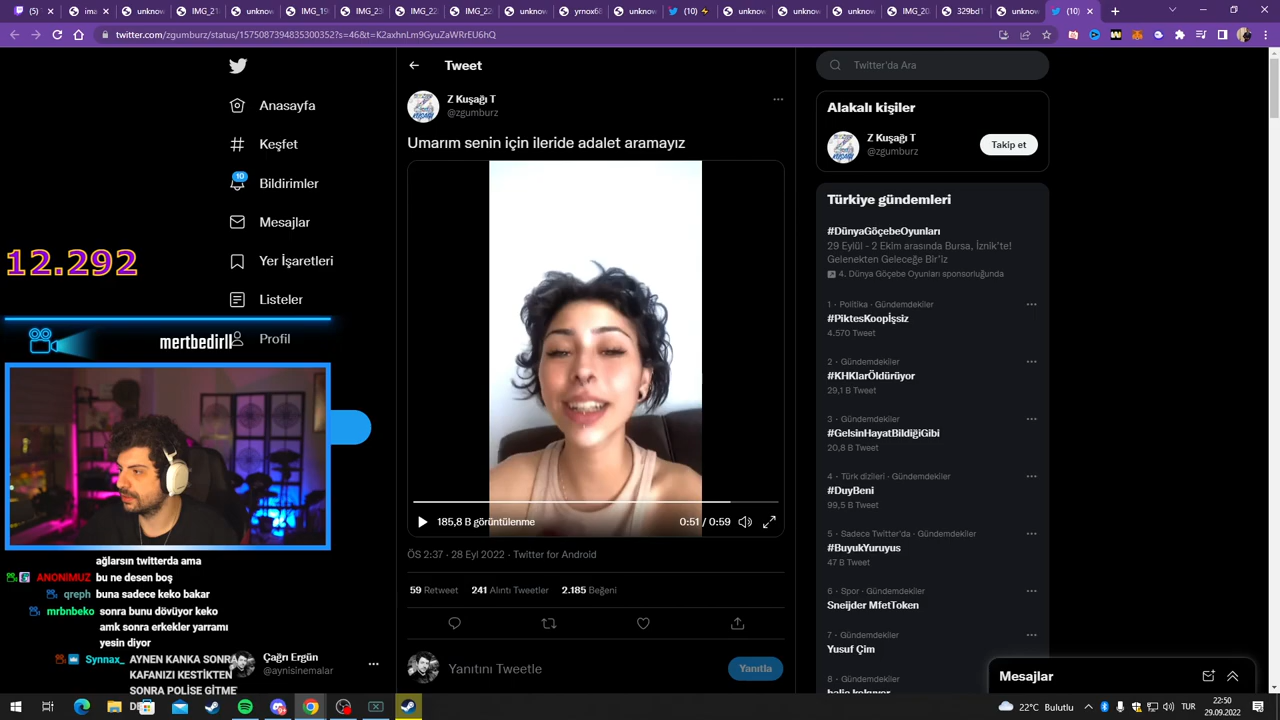 (5) ×
IMG_19
IMG_23
(10) ×
329b1
(10) ×
twitter.com/zgumburz/status/1575087394835300352?s=46&t=K2axhnLm9GyuZaWRrEU6hQ
Anasayfa
Keşfet
10
Bildirimler
Mesajlar
12.292
Yer İşaretleri
Listeler
mertbedirll
Profil
ağlarsın twitterda ama
ANONİMUZ bu ne desen boş
qreph buna sadece keko bakar
mrbnbeko sonra bunu dövüyor keko
amk sonra erkekler yarramı
yesin diyor
Synnax_ AYNEN KANKA SONRA
KAFANIZI KESTİKTEN
SONRA POLİSE GİTME
Çağrı Ergün
@aynisinemalar
Tweet
Z Kuşağı T
@zgumburz
Umarım senin için ileride adalet aramayız
185,8 B görüntülenme
0:51 / 0:59
ÖS 2:37 · 28 Eyl 2022 · Twitter for Android
59 Retweet 241 Alıntı Tweetler 2.185 Beğeni
Yanıtını Tweetle
Yanıtla
Twitter'da Ara
Alakalı kişiler
Z Kuşağı T
@zgumburz
Takip et
Türkiye gündemleri
#DünyaGöçebeOyunları
29 Eylül - 2 Ekim arasında Bursa, İznik'te!
Gelenekten Geleceğe Bir'iz
4. Dünya Göçebe Oyunları sponsorluğunda
1 · Politika · Gündemdekiler
#PiktesKoopİşsiz
4.570 Tweet
2 · Gündemdekiler
#KHKlarÖldürüyor
29,1 B Tweet
3 · Gündemdekiler
#GelsinHayatBildiğiGibi
20,8 B Tweet
4 · Türk dizileri · Gündemdekiler
#DuyBeni
99,5 B Tweet
5 · Sadece Twitter'da · Gündemdekiler
#BuyukYuruyus
47 B Tweet
6 · Spor · Gündemdekiler
Sneijder MfetToken
7 · Gündemdekiler
Yusuf Çim
8 · Gündemdekiler
Mesajlar
22°C Bulutlu
TUR
22:50
29.09.2022